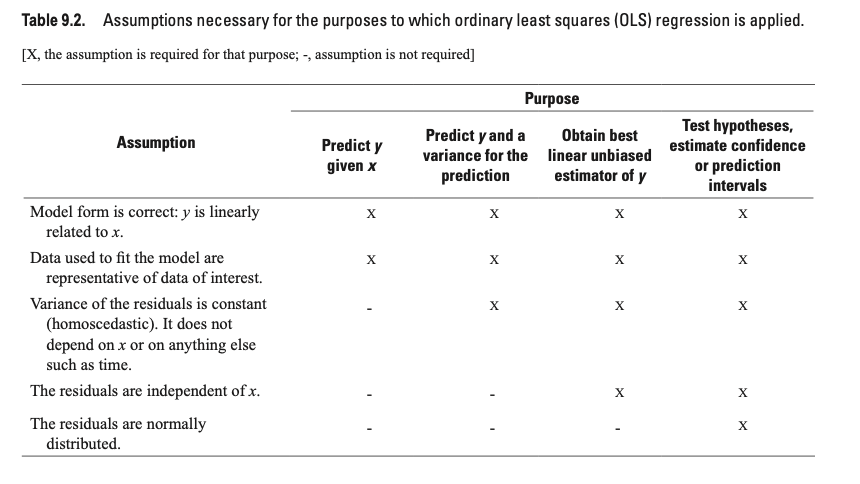 Table 9.2. Assumptions necessary for the purposes to which ordinary least squares (OLS) regression is applied.
[X, the assumption is required for that purpose; -, assumption is not required]
Purpose
Assumption
Predict y
given x
Predict y and a
variance for the
prediction
Obtain best
linear unbiased
estimator of y
Test hypotheses,
estimate confidence
or prediction
intervals
Model form is correct: y is linearly
related to x.
X X X X
Data used to fit the model are
representative of data of interest.
X X X X
Variance of the residuals is constant
(homoscedastic). It does not
depend on x or on anything else
such as time.
- X X X
The residuals are independent of x.
- - X X
The residuals are normally
distributed.
- - - X